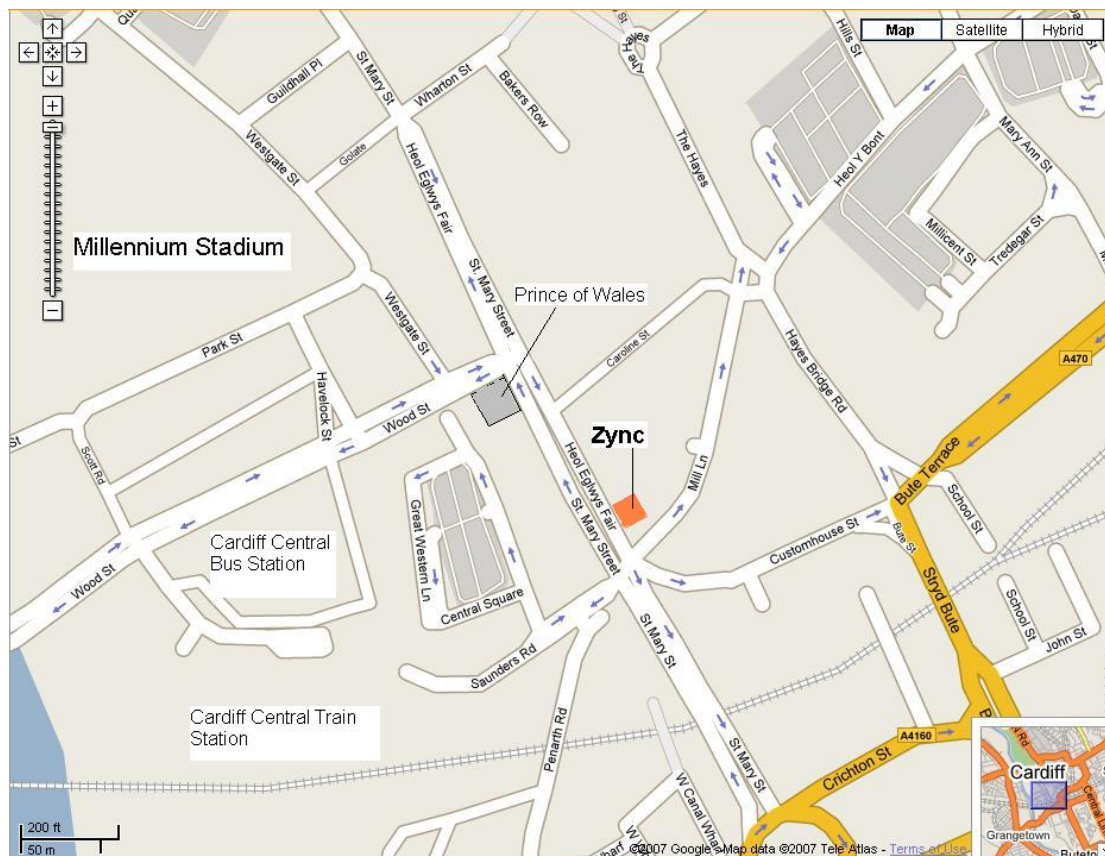 Map
Satellite
Hybrid
Guildhall Pl
St Mary St
Wharton St
Bakers Row
The Hayes
Hills St
Westgate St
Golate
Heol Eglwys Fair
The Hayes
Heol Y Bont
Mary Ann St
Millicent St
Tredegar St
Millennium Stadium
St. Mary Street
Prince of Wales
Westgate St
Park St
Caroline St
Hayes Bridge Rd
A470
Havelock St
Wood St
Scott Rd
Zync
Heol Eglwys Fair
Mill Ln
Bute Terrace
School St
Great Western Ln
St. Mary Street
Customhouse St
Bute St
Cardiff Central
Bus Station
Wood St
Central Square
Stryd Bute
School St
John St
Saunders Rd
St Mary St
Cardiff Central Train
Station
Penarth Rd
A4160
St Mary St
Crichton St
Cardiff
Grangetown
W Canal Wharf
200 ft
50 m
©2007 Google - Map data ©2007 Tele Atlas - Terms of Use